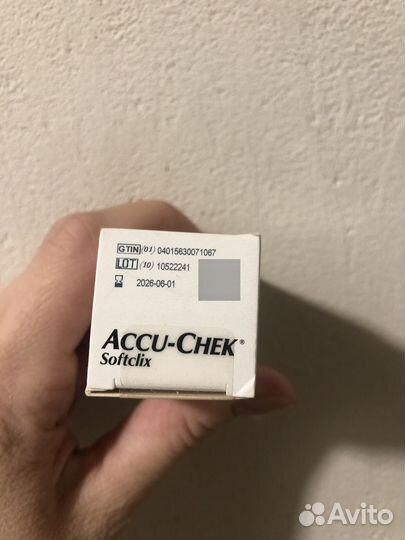 GTIN (01) 04015630071067
LOT (10) 10522241
2026-06-01
ACCU-CHEK®
Softclix
Avito